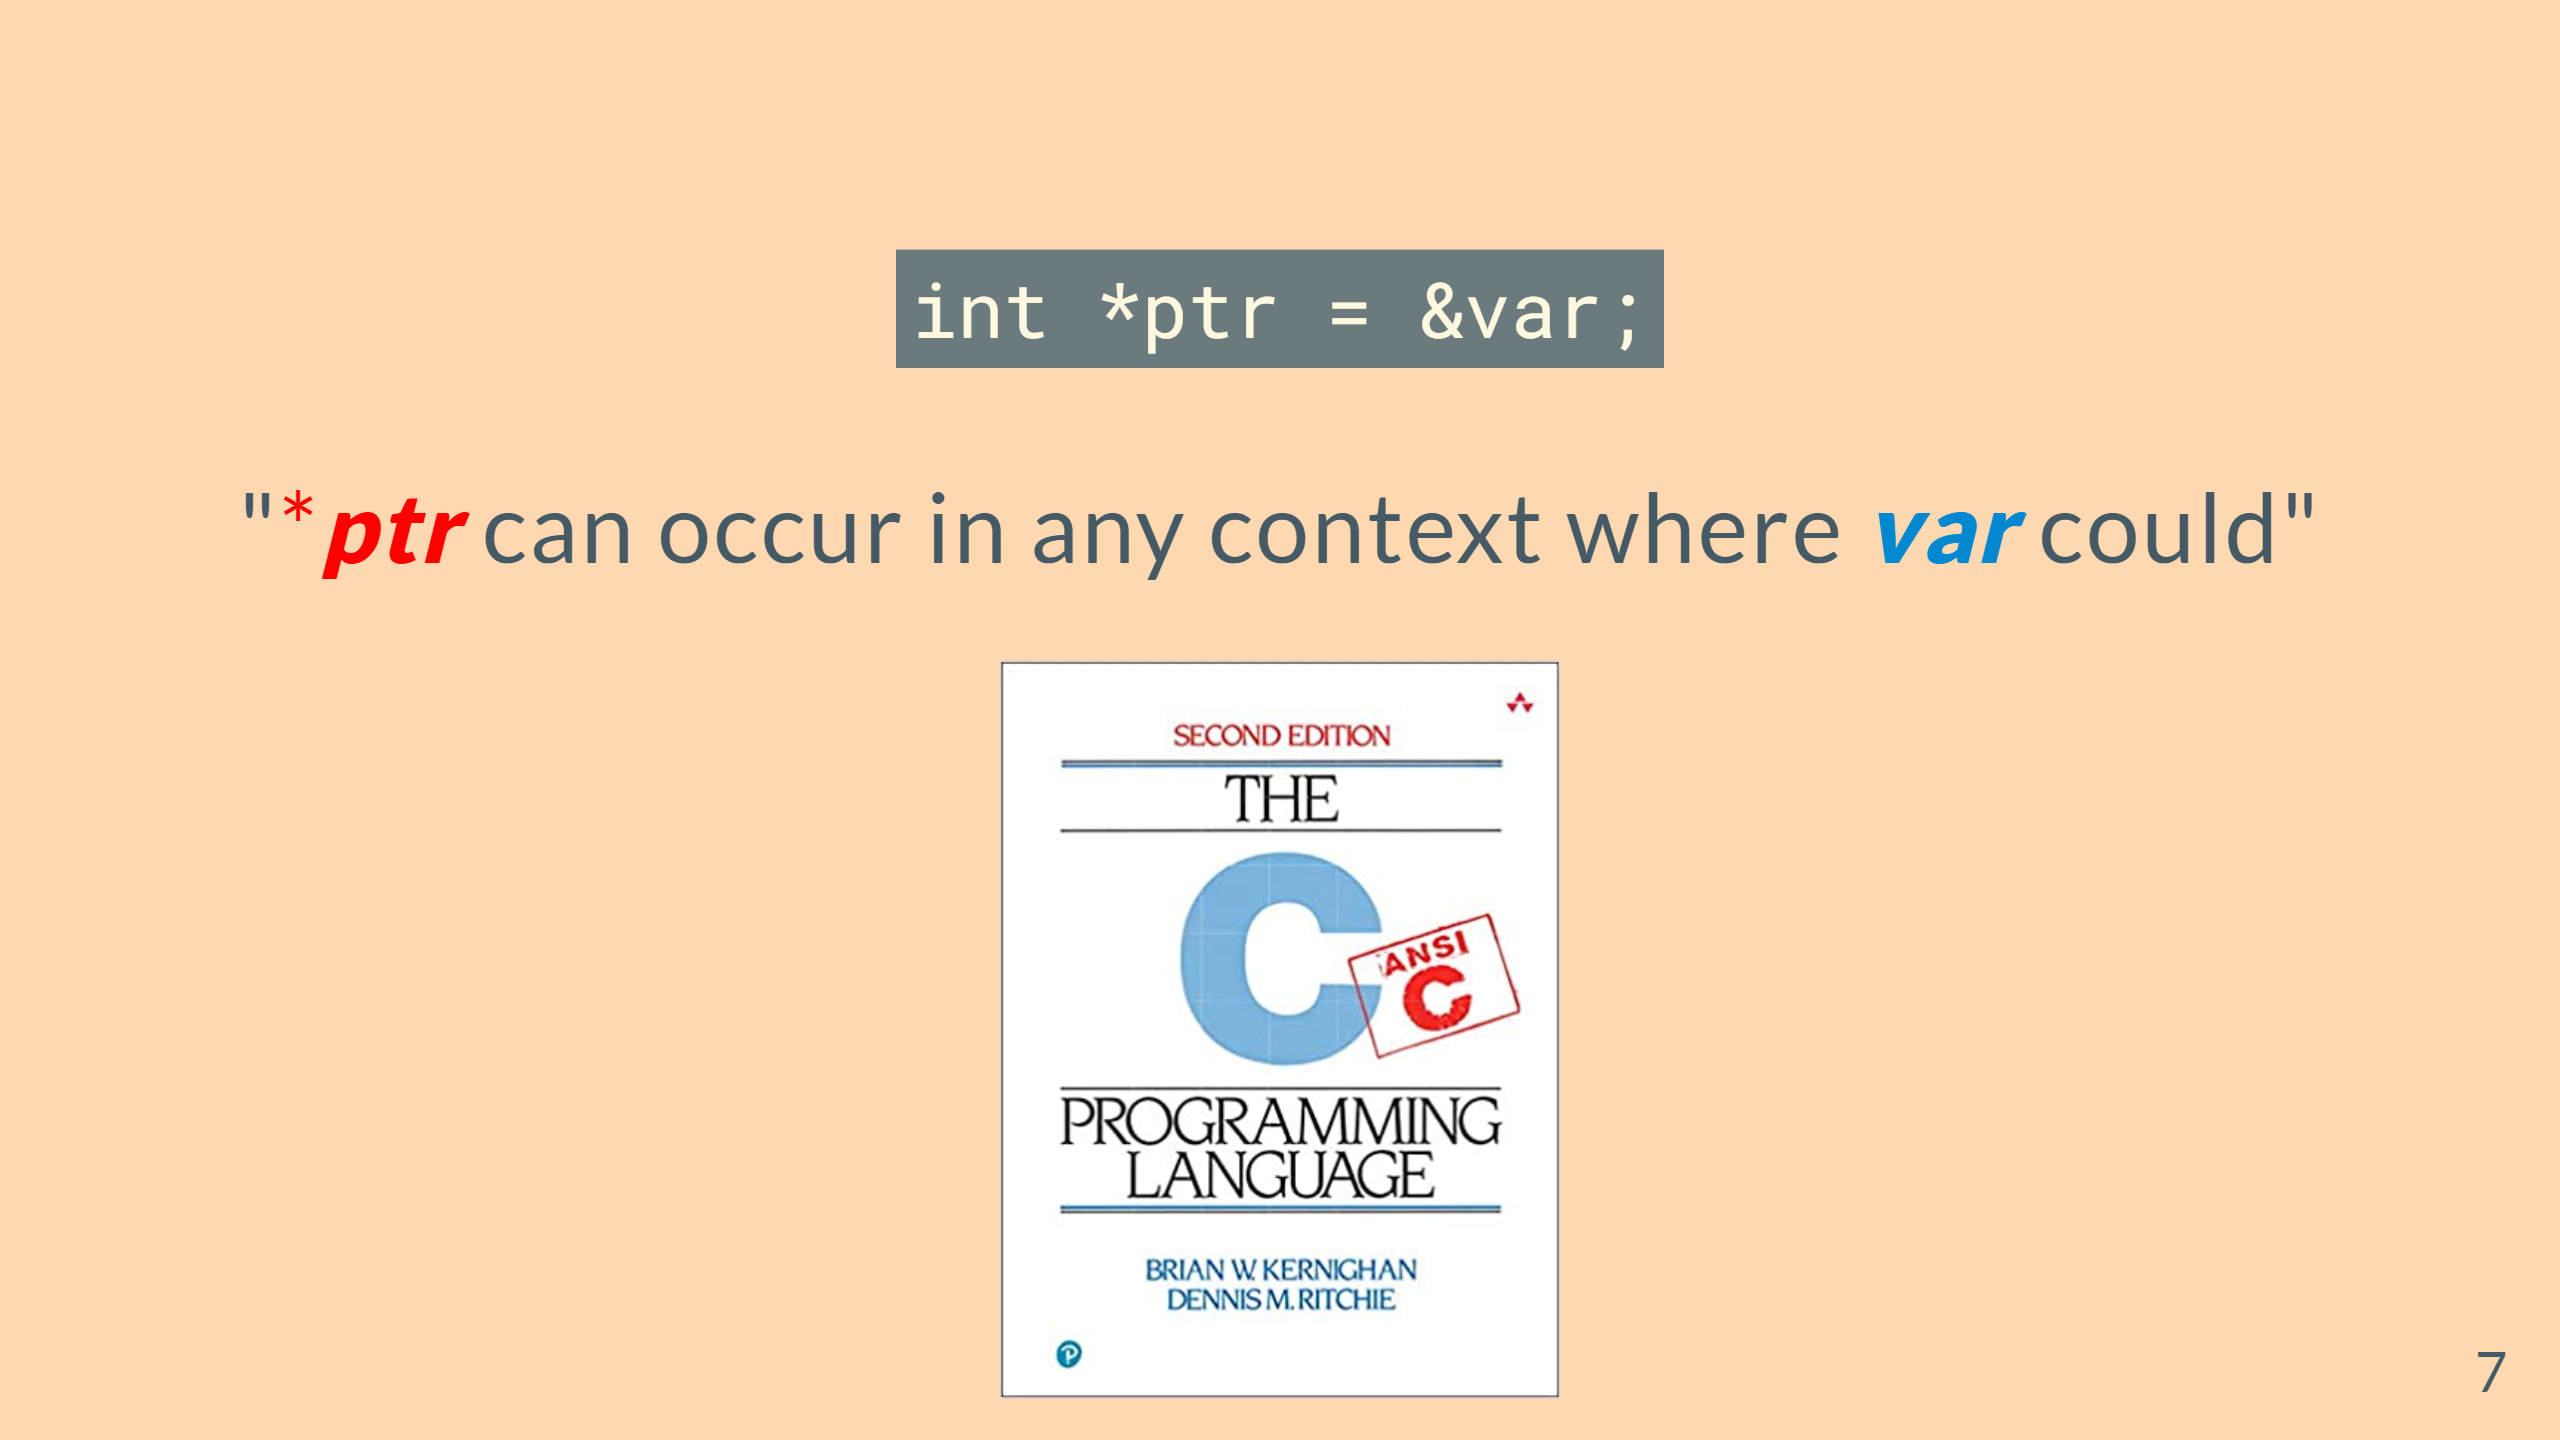 int *ptr = &var;
"*ptr can occur in any context where var could"
SECOND EDITION
THE
C
ANSI
C
PROGRAMMING
LANGUAGE
BRIAN W. KERNIGHAN
DENNIS M. RITCHIE
P
7